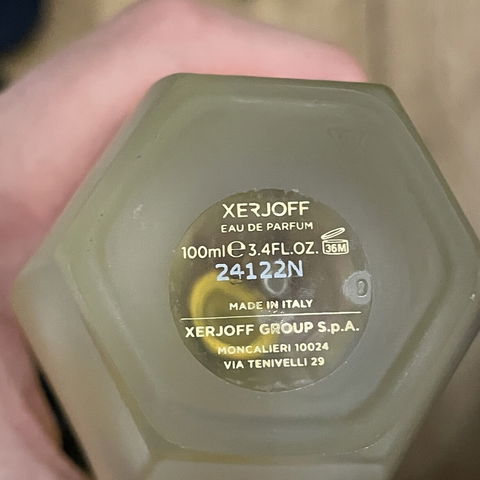 XERJOFF
EAU DE PARFUM
100ml℮3.4FL.OZ. 36M
24122N
MADE IN ITALY
XERJOFF GROUP S.p.A.
MONCALIERI 10024
VIA TENIVELLI 29